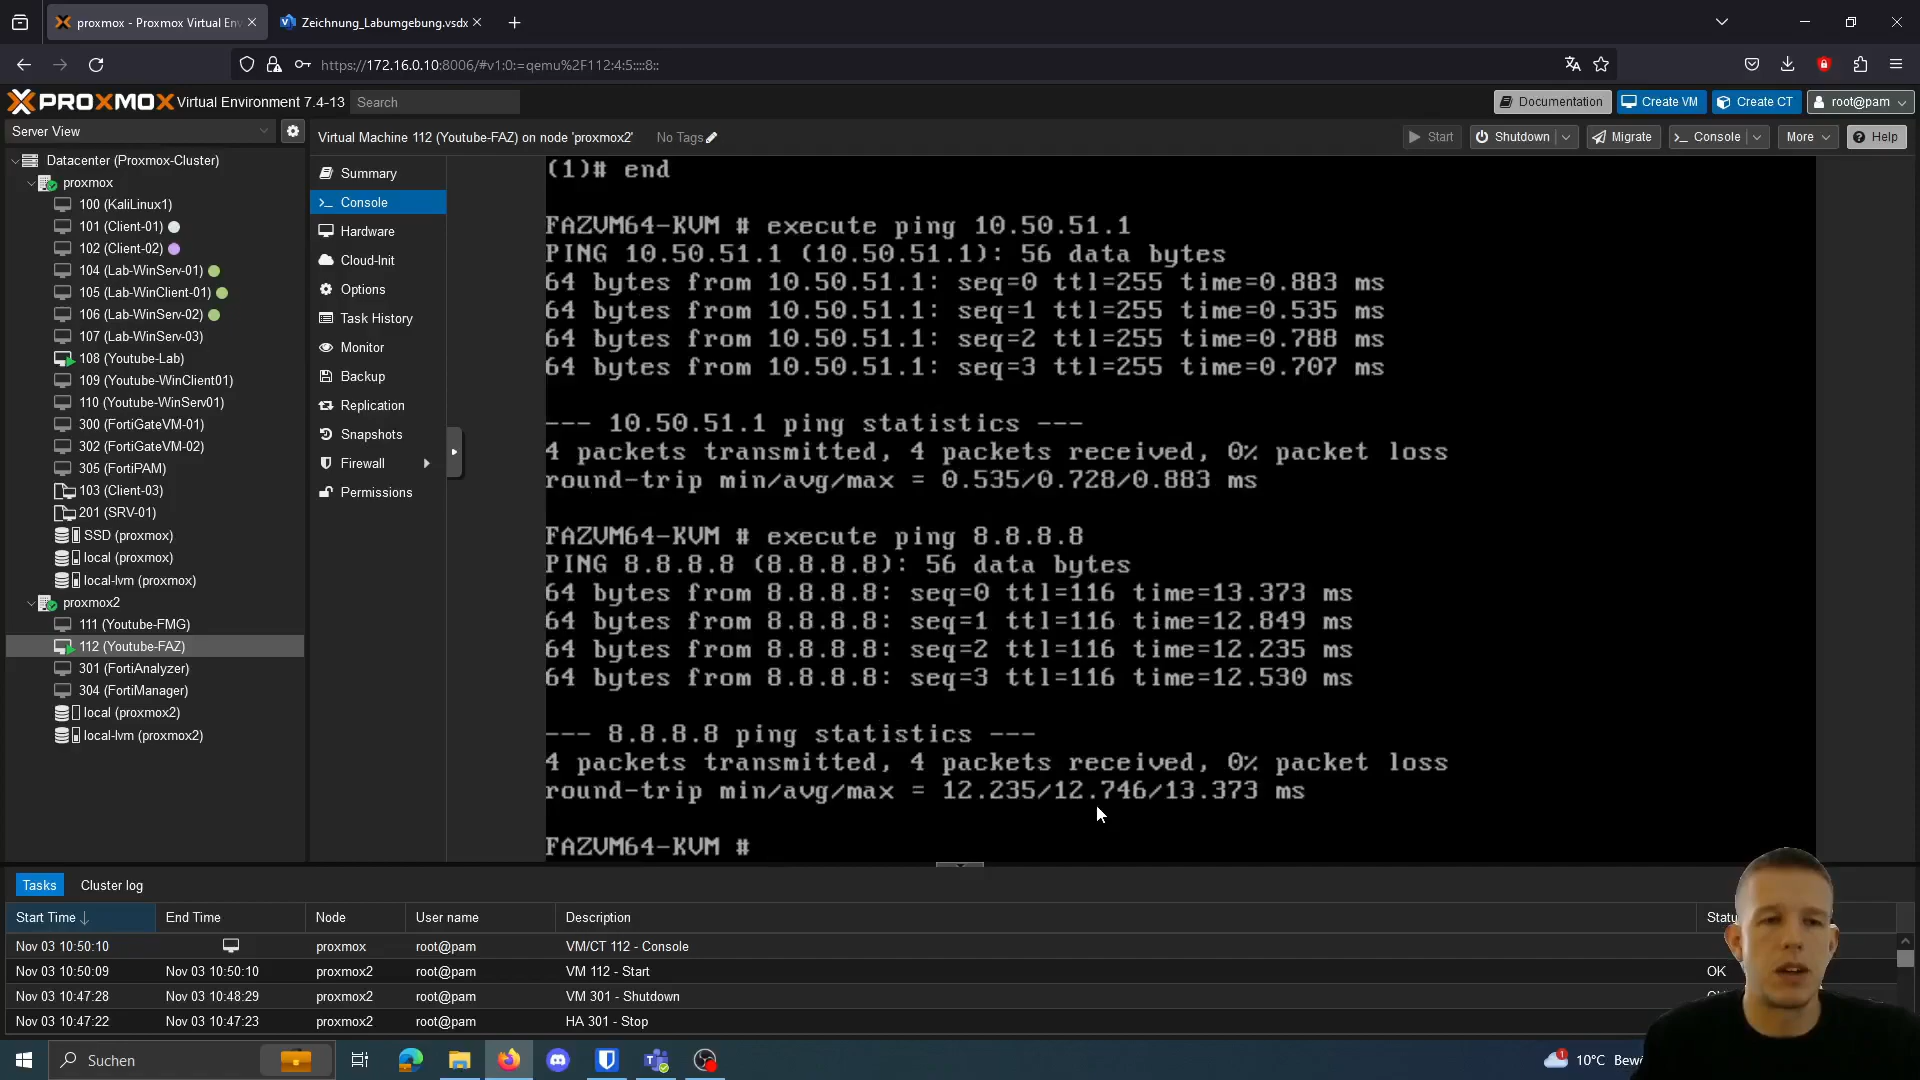 proxmox - Proxmox Virtual En
Zeichnung_Labumgebung.vsdx
https://172.16.0.10:8006/#v1:0:=qemu%2F112:4:5::::8::
PROXMOX Virtual Environment 7.4-13
Search
Documentation
Create VM
Create CT
root@pam
Server View
Virtual Machine 112 (Youtube-FAZ) on node 'proxmox2'
No Tags
Start
Shutdown
Migrate
Console
More
Help
Datacenter (Proxmox-Cluster)
proxmox
100 (KaliLinux1)
101 (Client-01)
102 (Client-02)
104 (Lab-WinServ-01)
105 (Lab-WinClient-01)
106 (Lab-WinServ-02)
107 (Lab-WinServ-03)
108 (Youtube-Lab)
109 (Youtube-WinClient01)
110 (Youtube-WinServ01)
300 (FortiGateVM-01)
302 (FortiGateVM-02)
305 (FortiPAM)
103 (Client-03)
201 (SRV-01)
SSD (proxmox)
local (proxmox)
local-lvm (proxmox)
proxmox2
111 (Youtube-FMG)
112 (Youtube-FAZ)
301 (FortiAnalyzer)
304 (FortiManager)
local (proxmox2)
local-lvm (proxmox2)
Summary
Console
Hardware
Cloud-Init
Options
Task History
Monitor
Backup
Replication
Snapshots
Firewall
Permissions
(1)# end
FAZVM64-KVM # execute ping 10.50.51.1
PING 10.50.51.1 (10.50.51.1): 56 data bytes
64 bytes from 10.50.51.1: seq=0 ttl=255 time=0.883 ms
64 bytes from 10.50.51.1: seq=1 ttl=255 time=0.535 ms
64 bytes from 10.50.51.1: seq=2 ttl=255 time=0.788 ms
64 bytes from 10.50.51.1: seq=3 ttl=255 time=0.707 ms
--- 10.50.51.1 ping statistics ---
4 packets transmitted, 4 packets received, 0% packet loss
round-trip min/avg/max = 0.535/0.728/0.883 ms
FAZVM64-KVM # execute ping 8.8.8.8
PING 8.8.8.8 (8.8.8.8): 56 data bytes
64 bytes from 8.8.8.8: seq=0 ttl=116 time=13.373 ms
64 bytes from 8.8.8.8: seq=1 ttl=116 time=12.849 ms
64 bytes from 8.8.8.8: seq=2 ttl=116 time=12.235 ms
64 bytes from 8.8.8.8: seq=3 ttl=116 time=12.530 ms
--- 8.8.8.8 ping statistics ---
4 packets transmitted, 4 packets received, 0% packet loss
round-trip min/avg/max = 12.235/12.746/13.373 ms
FAZVM64-KVM #
Tasks
Cluster log
Start Time End Time Node User name Description Statu
Nov 03 10:50:10 proxmox root@pam VM/CT 112 - Console
Nov 03 10:50:09 Nov 03 10:50:10 proxmox2 root@pam VM 112 - Start OK
Nov 03 10:47:28 Nov 03 10:48:29 proxmox2 root@pam VM 301 - Shutdown
Nov 03 10:47:22 Nov 03 10:47:23 proxmox2 root@pam HA 301 - Stop
Suchen
1
10°C Bewö